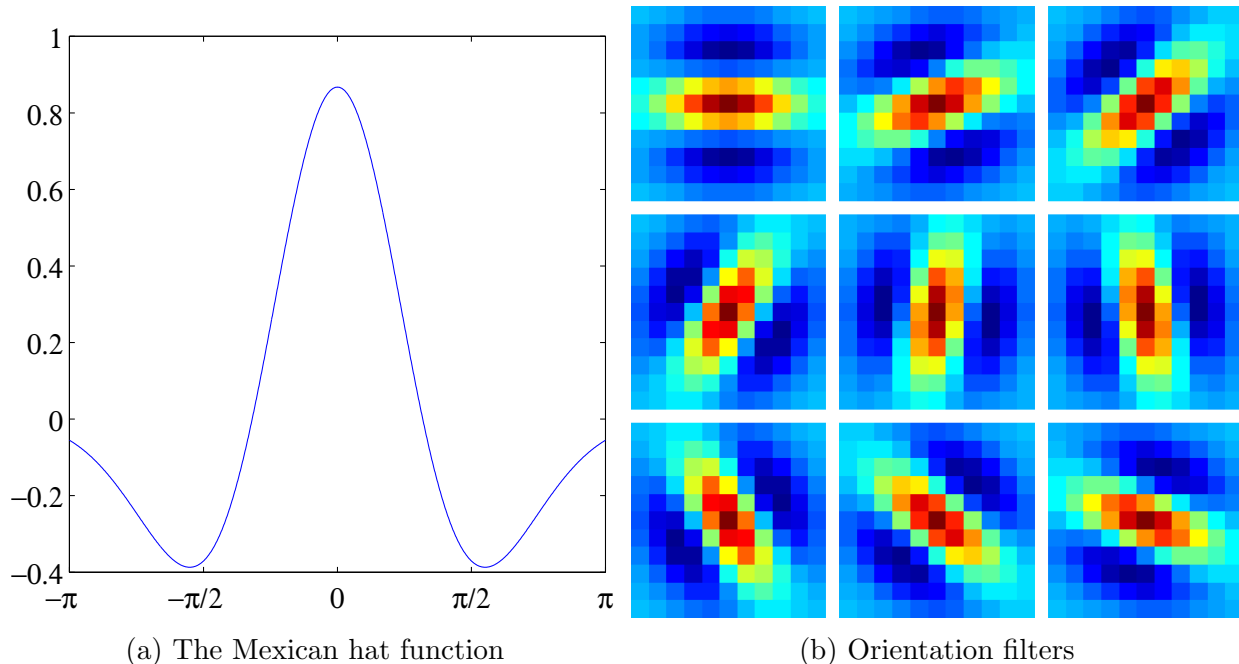 1
0.8
0.6
0.4
0.2
0
−0.2
−0.4
−π −π/2 0 π/2 π
(a) The Mexican hat function
(b) Orientation filters